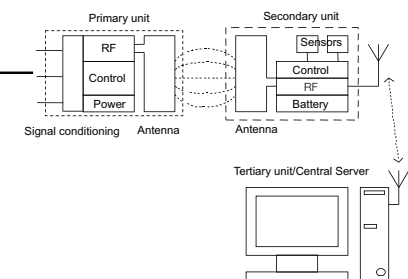 Primary unit
Secondary unit
RF
Control
Power
Sensors
Control
RF
Battery
Signal conditioning
Antenna
Antenna
Tertiary unit/Central Server